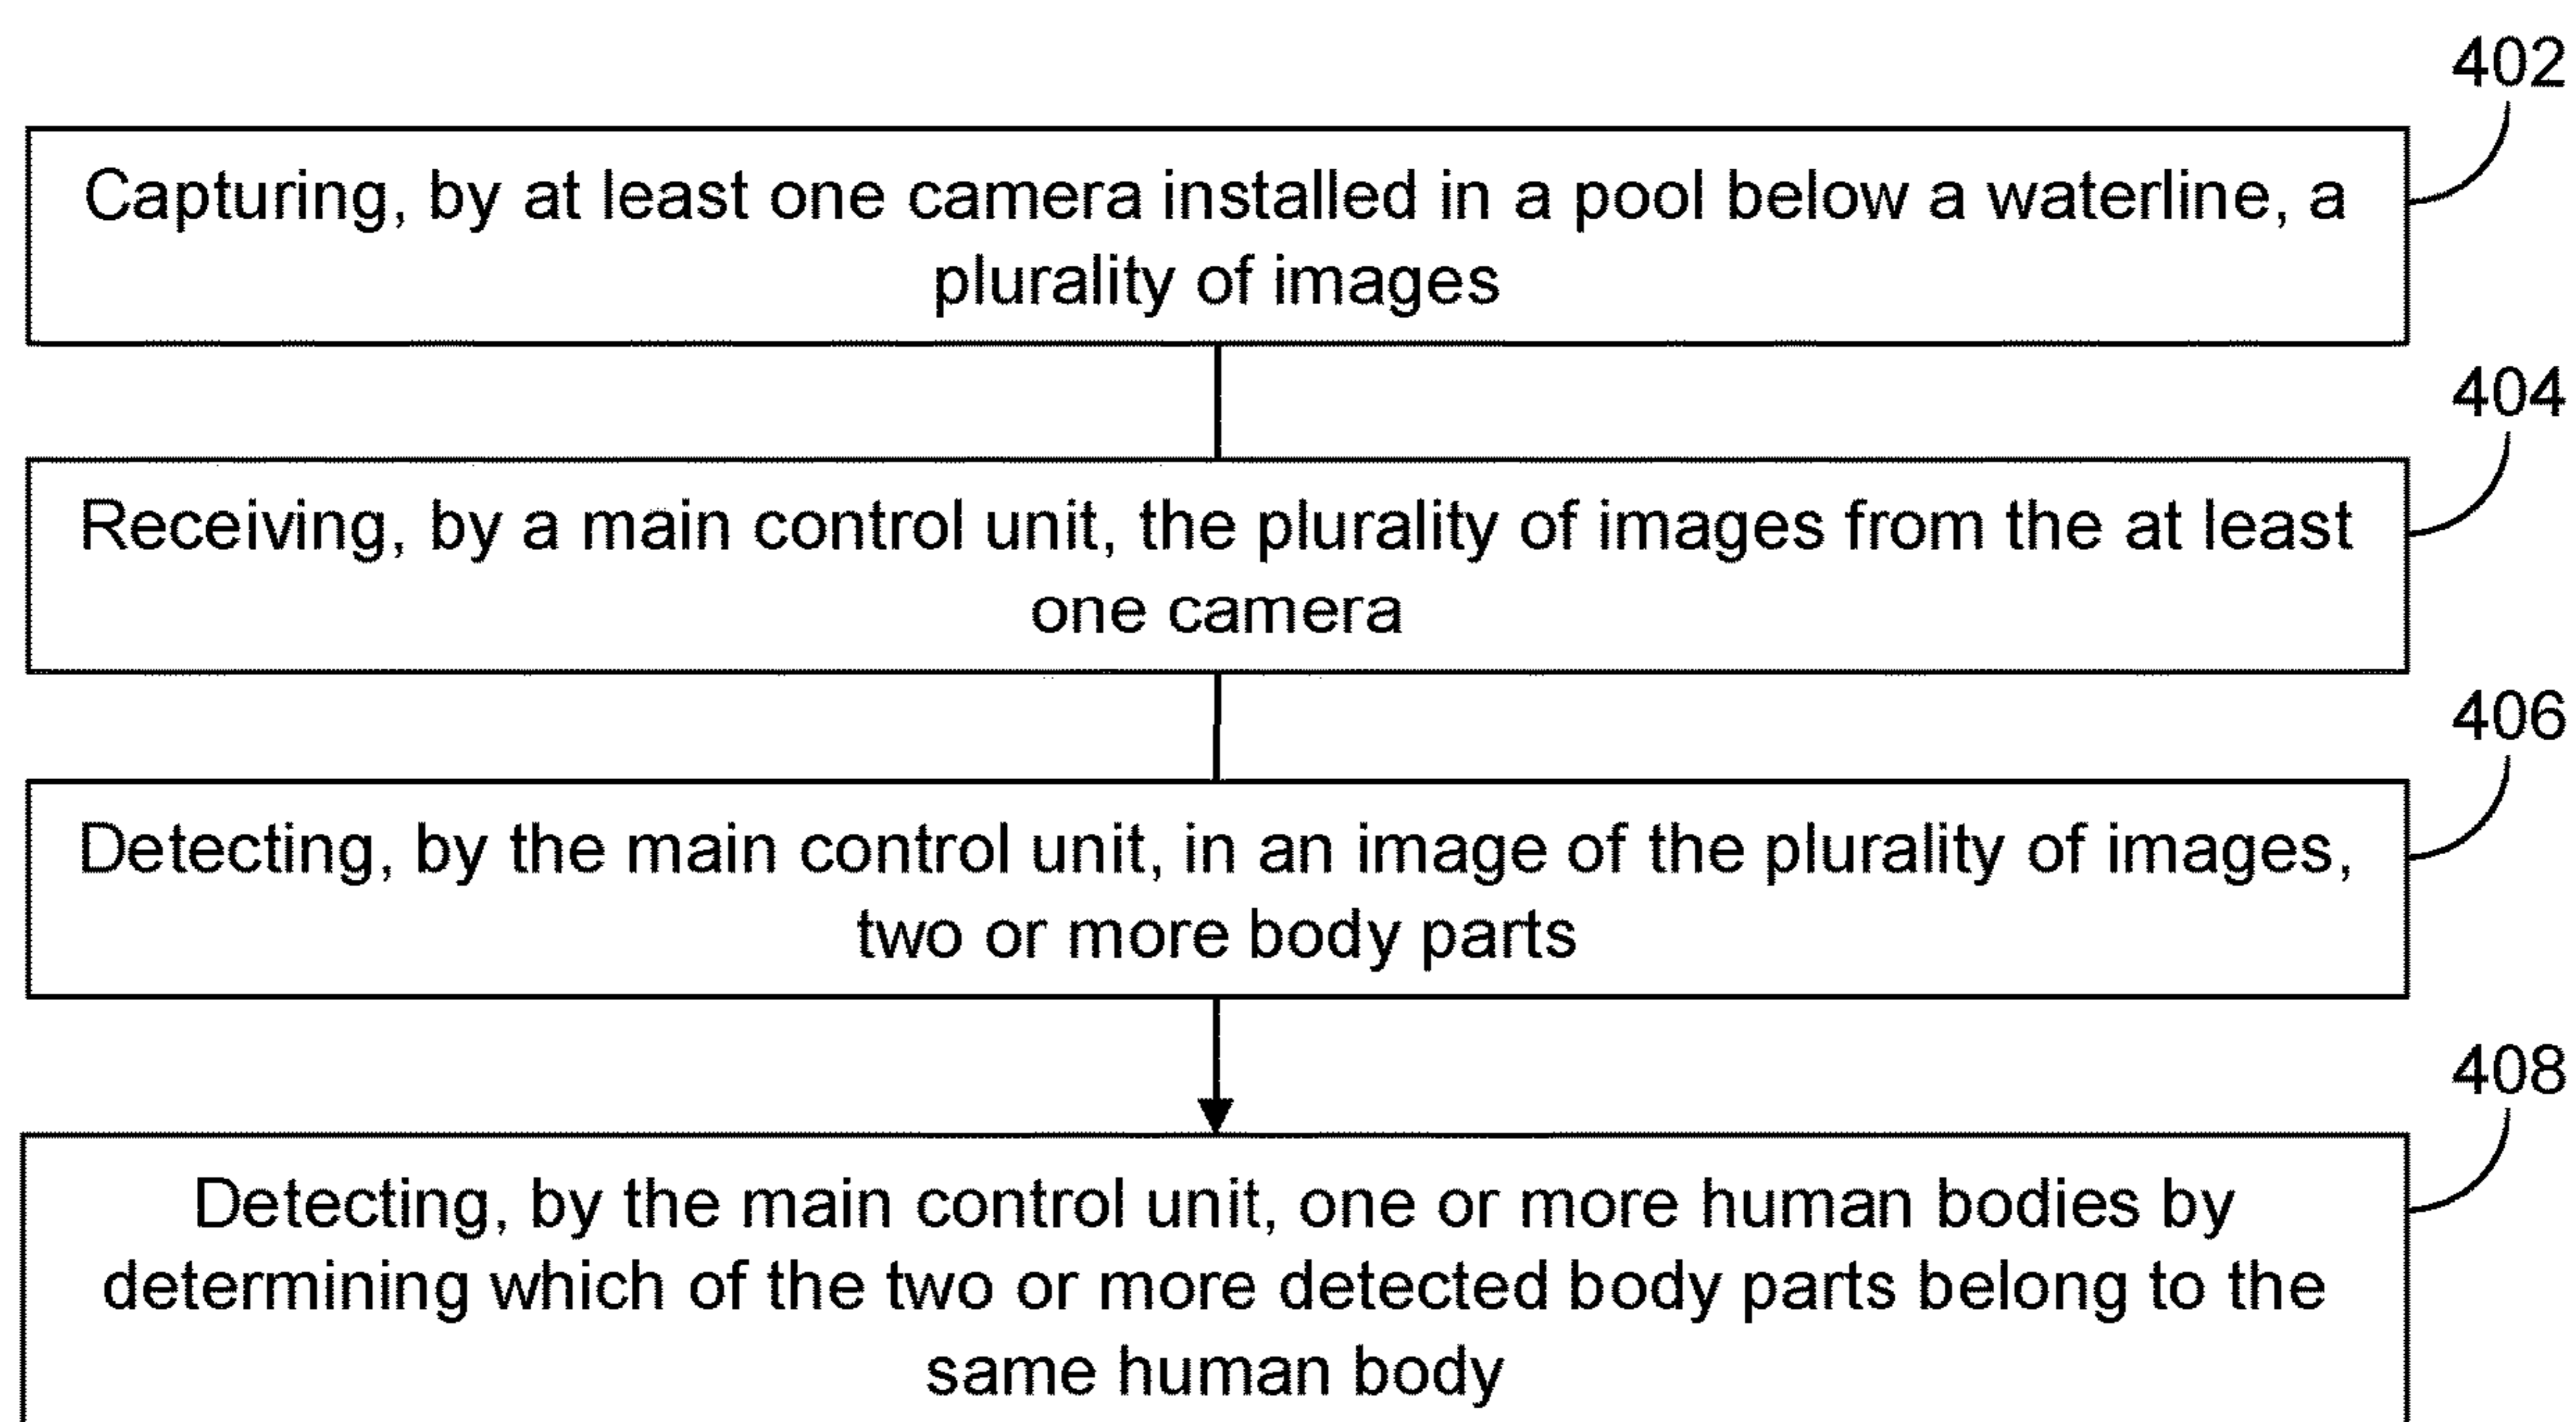 402
Capturing, by at least one camera installed in a pool below a waterline, a
plurality of images
404
Receiving, by a main control unit, the plurality of images from the at least
one camera
406
Detecting, by the main control unit, in an image of the plurality of images,
two or more body parts
408
Detecting, by the main control unit, one or more human bodies by
determining which of the two or more detected body parts belong to the
same human body